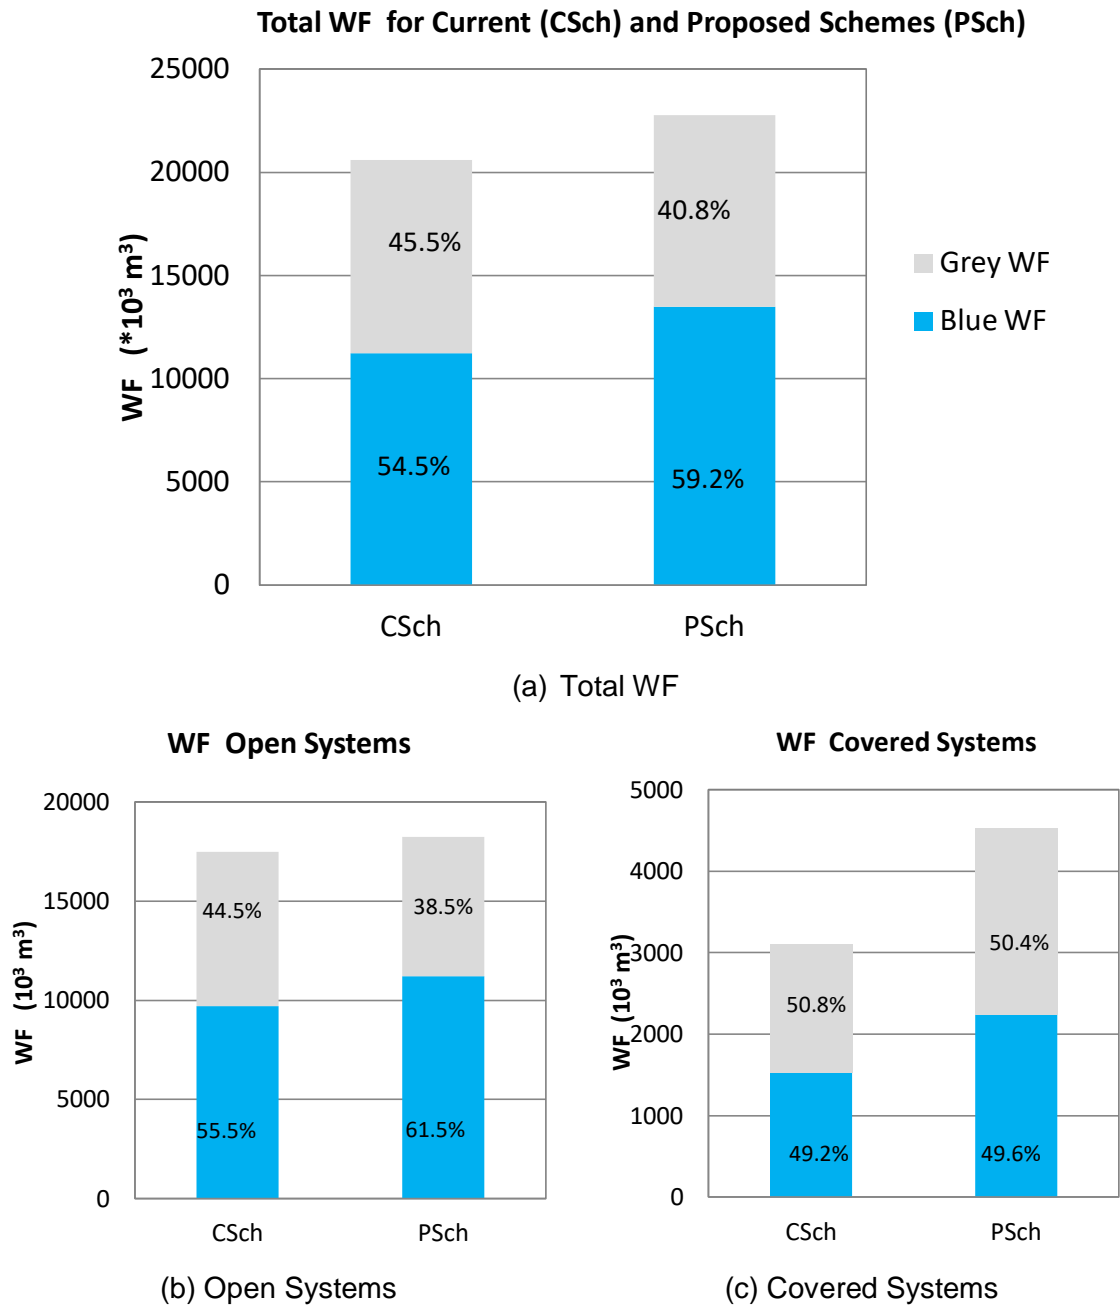 Total WF  for Current (CSch) and Proposed Schemes (PSch)
25000
20000
15000
10000
5000
0
WF  (*10³ m³)
45.5%
40.8%
54.5%
59.2%
Grey WF
Blue WF
CSch
PSch
(a) Total WF
WF  Open Systems
20000
15000
10000
5000
0
WF  (10³ m³)
44.5%
38.5%
55.5%
61.5%
CSch
PSch
(b) Open Systems
WF  Covered Systems
5000
4000
3000
2000
1000
0
WF  (10³ m³)
50.4%
50.8%
49.2%
49.6%
CSch
PSch
(c) Covered Systems